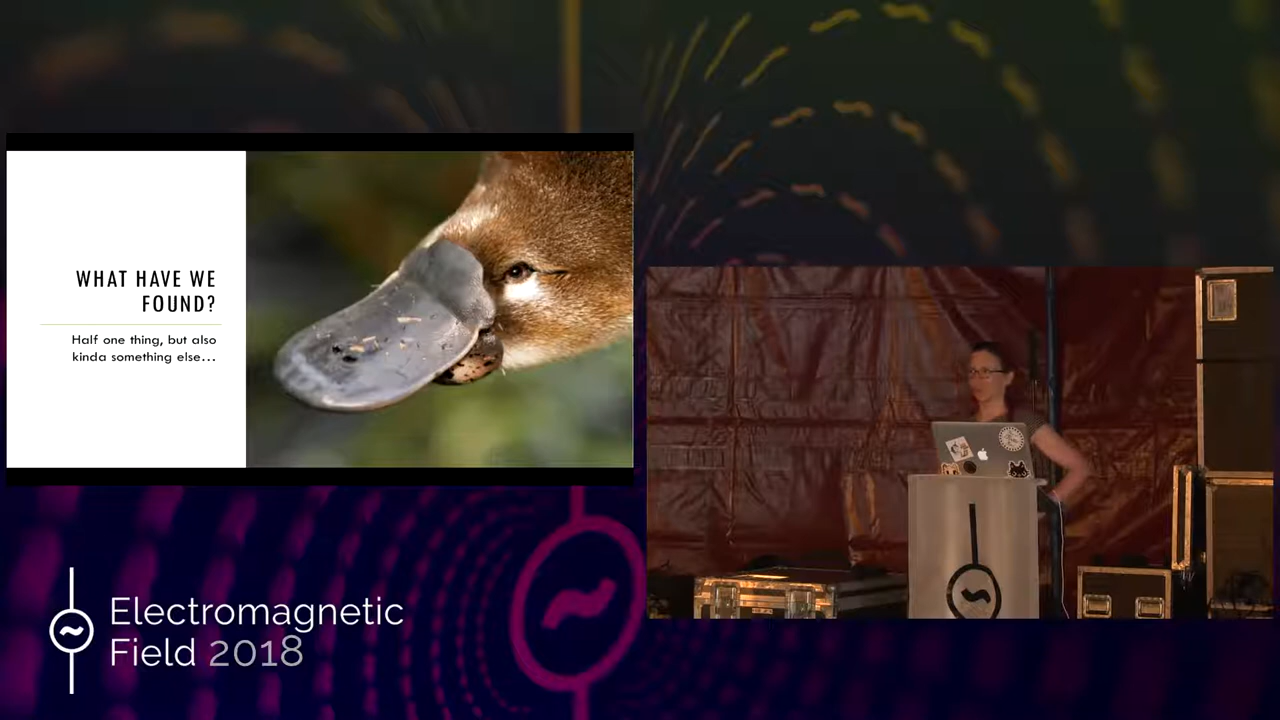 WHAT HAVE WE
FOUND?
Half one thing, but also
kinda something else...
Electromagnetic
Field 2018